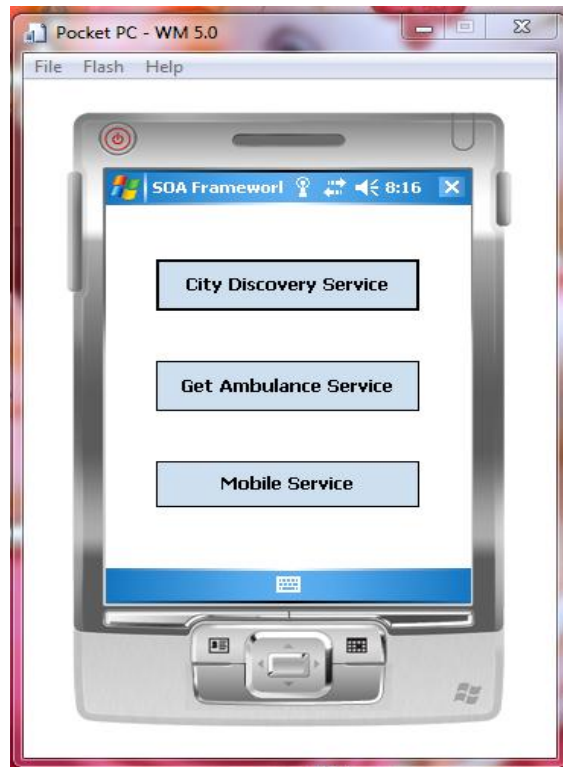 Pocket PC - WM 5.0
File Flash Help
SOA Frameworl 8:16
City Discovery Service
Get Ambulance Service
Mobile Service